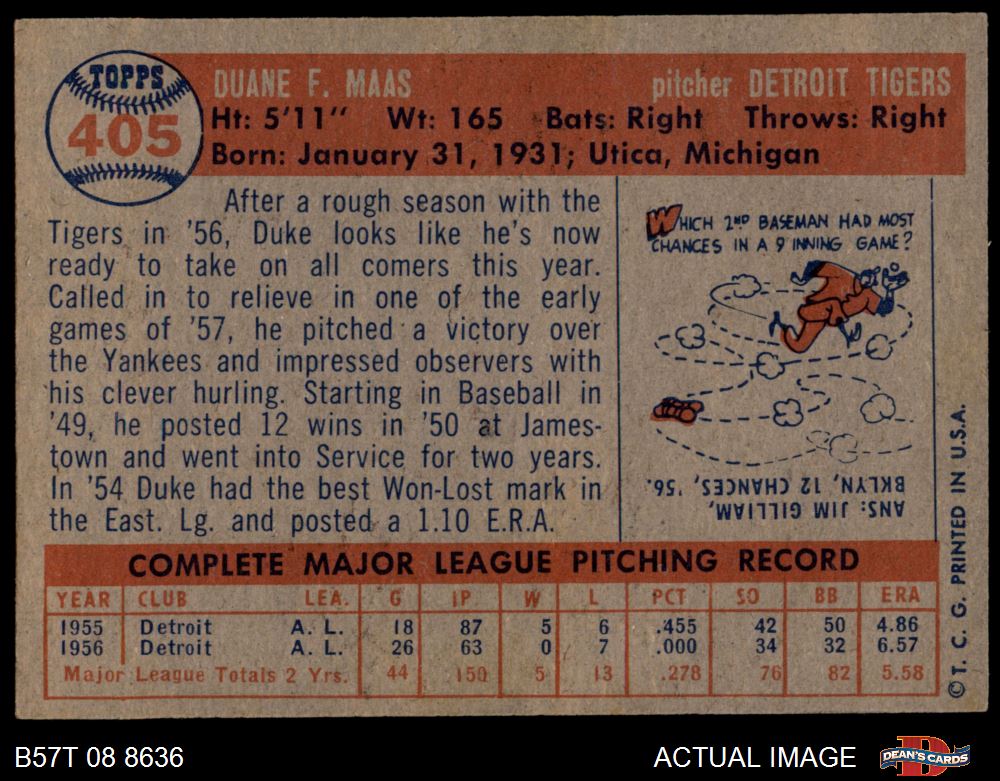 TOPPS
405
DUANE F. MAAS pitcher DETROIT TIGERS
Ht: 5'11" Wt: 165 Bats: Right Throws: Right
Born: January 31, 1931; Utica, Michigan
After a rough season with the
Tigers in '56, Duke looks like he's now
ready to take on all comers this year.
Called in to relieve in one of the early
games of '57, he pitched a victory over
the Yankees and impressed observers with
his clever hurling. Starting in Baseball in
'49, he posted 12 wins in '50 at James-
town and went into Service for two years.
In '54 Duke had the best Won-Lost mark in
the East. Lg. and posted a 1.10 E.R.A.
WHICH 2ND BASEMAN HAD MOST
CHANCES IN A 9 INNING GAME?
ANS: JIM GILLIAM,
BKLYN, 12 CHANCES, '56.
COMPLETE MAJOR LEAGUE PITCHING RECORD
YEAR CLUB LEA. G IP W L PCT SO BB ERA
1955 Detroit A. L. 18 87 5 6 .455 42 50 4.86
1956 Detroit A. L. 26 63 0 7 .000 34 32 6.57
Major League Totals 2 Yrs. 44 150 5 13 .278 76 82 5.58
© T. C. G. PRINTED IN U.S.A.
B57T 08 8636 ACTUAL IMAGE
DEAN'S CARDS